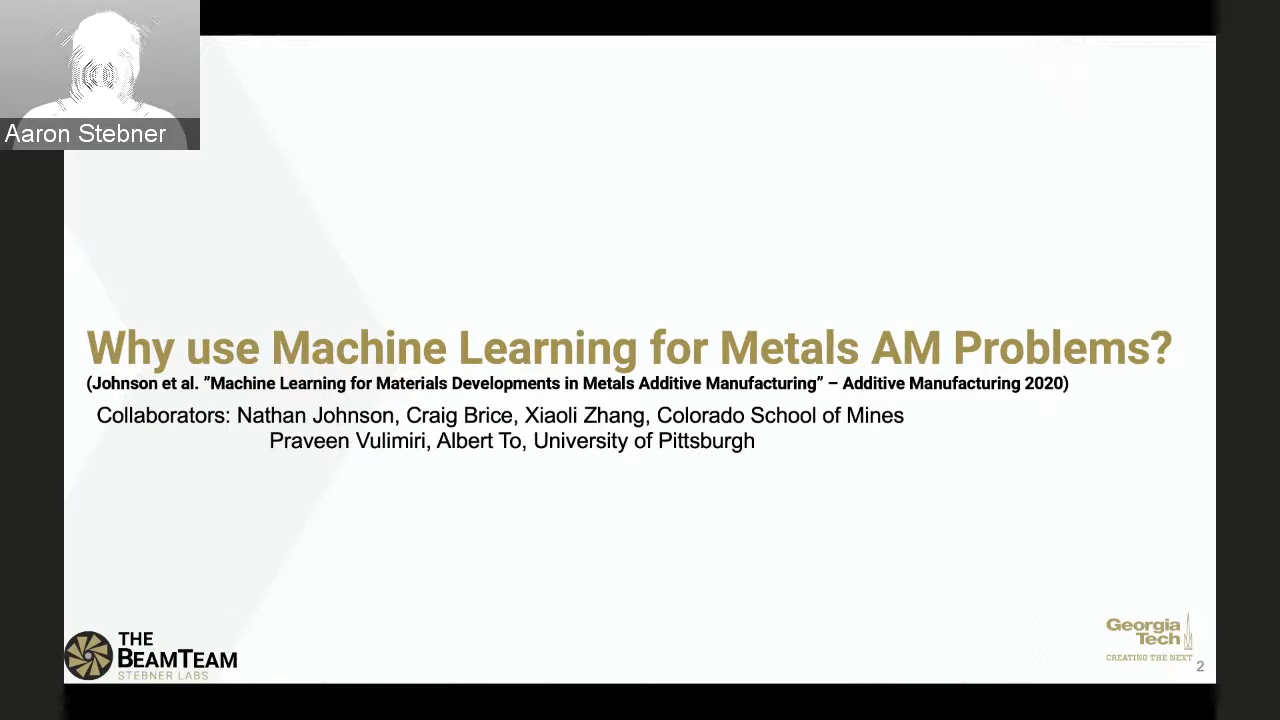 Aaron Stebner
Why use Machine Learning for Metals AM Problems?
(Johnson et al. ”Machine Learning for Materials Developments in Metals Additive Manufacturing” – Additive Manufacturing 2020)
Collaborators: Nathan Johnson, Craig Brice, Xiaoli Zhang, Colorado School of Mines
Praveen Vulimiri, Albert To, University of Pittsburgh
THE
BEAMTEAM
STEBNER LABS
Georgia
Tech
CREATING THE NEXT
2